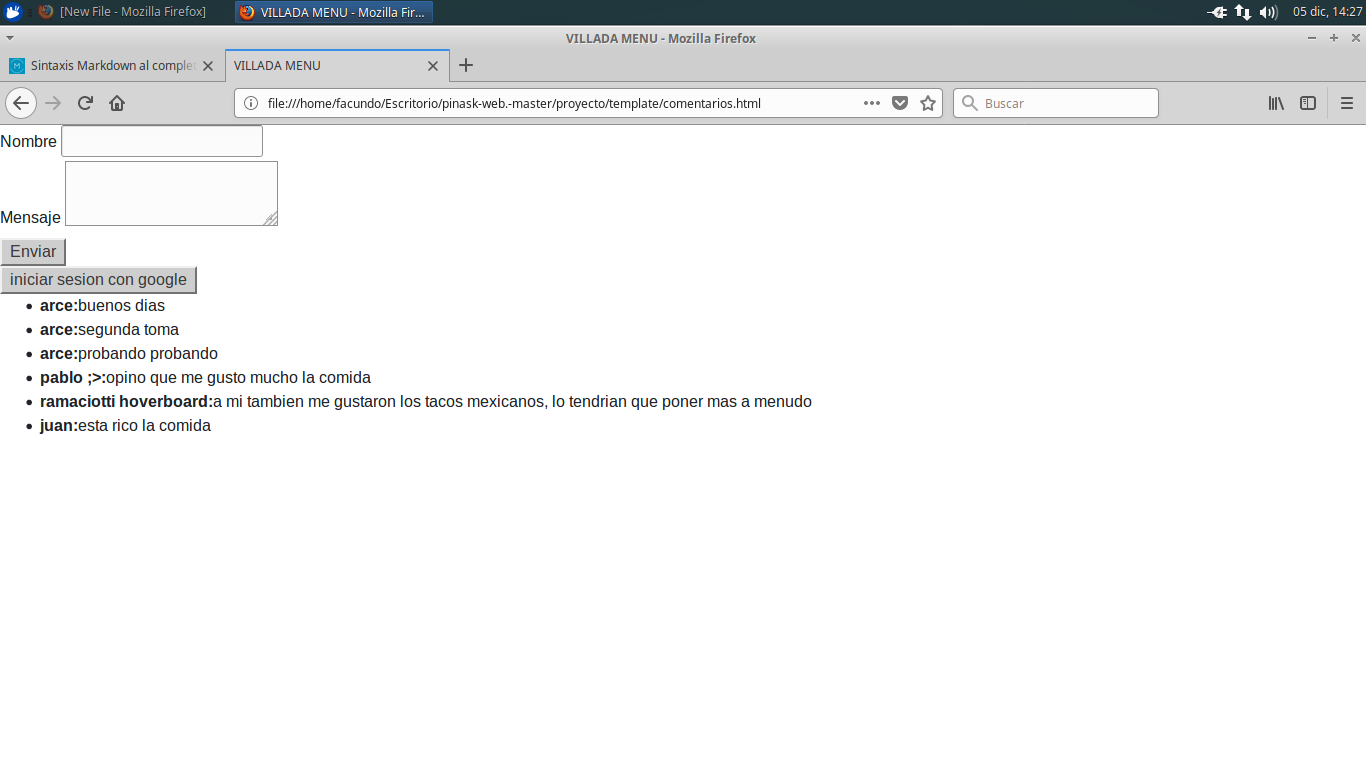 [New File - Mozilla Firefox]
VILLADA MENU - Mozilla Fir...
05 dic, 14:27
VILLADA MENU - Mozilla Firefox
Sintaxis Markdown al complet
VILLADA MENU
file:///home/facundo/Escritorio/pinask-web.-master/proyecto/template/comentarios.html
Buscar
Nombre
Mensaje
Enviar
iniciar sesion con google
arce:buenos dias
arce:segunda toma
arce:probando probando
pablo ;>:opino que me gusto mucho la comida
ramaciotti hoverboard:a mi tambien me gustaron los tacos mexicanos, lo tendrian que poner mas a menudo
juan:esta rico la comida